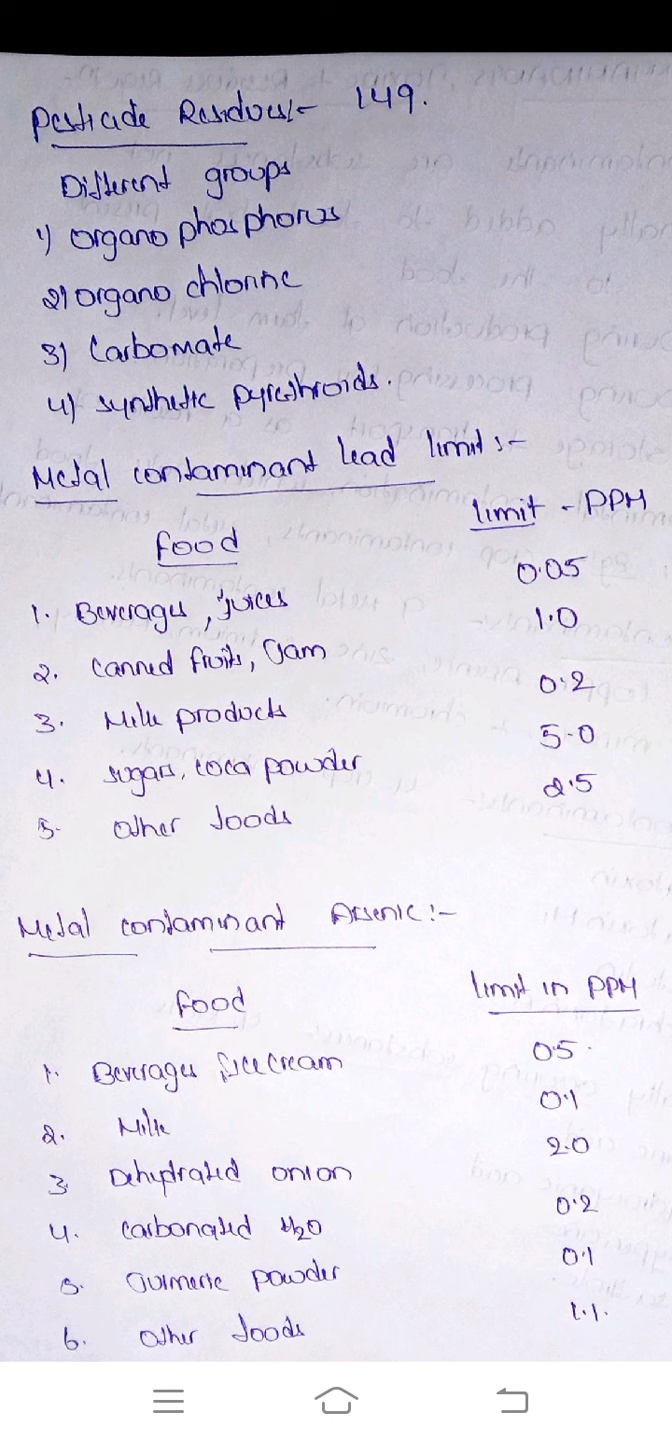 Pesticide Residues:- 149.
Different groups
1) organo phosphorus
2) organo chlorine
3) Carbomate
4) synthetic pyrethroids.
Metal contaminant lead limits:-
food limit - PPM
1. Beverages, juices 0.05
2. canned fruits, Jam 1.0
3. Milk products 0.2
4. sugars, coca powder 5.0
5. other foods 2.5
Metal contaminant Arsenic:-
food limit in PPM
1. Beverages, Ice cream 0.5
2. Milk 0.1
3. Dehydrated onion 2.0
4. carbonated H2O 0.2
5. powder 0.1
6. other foods 1.1.